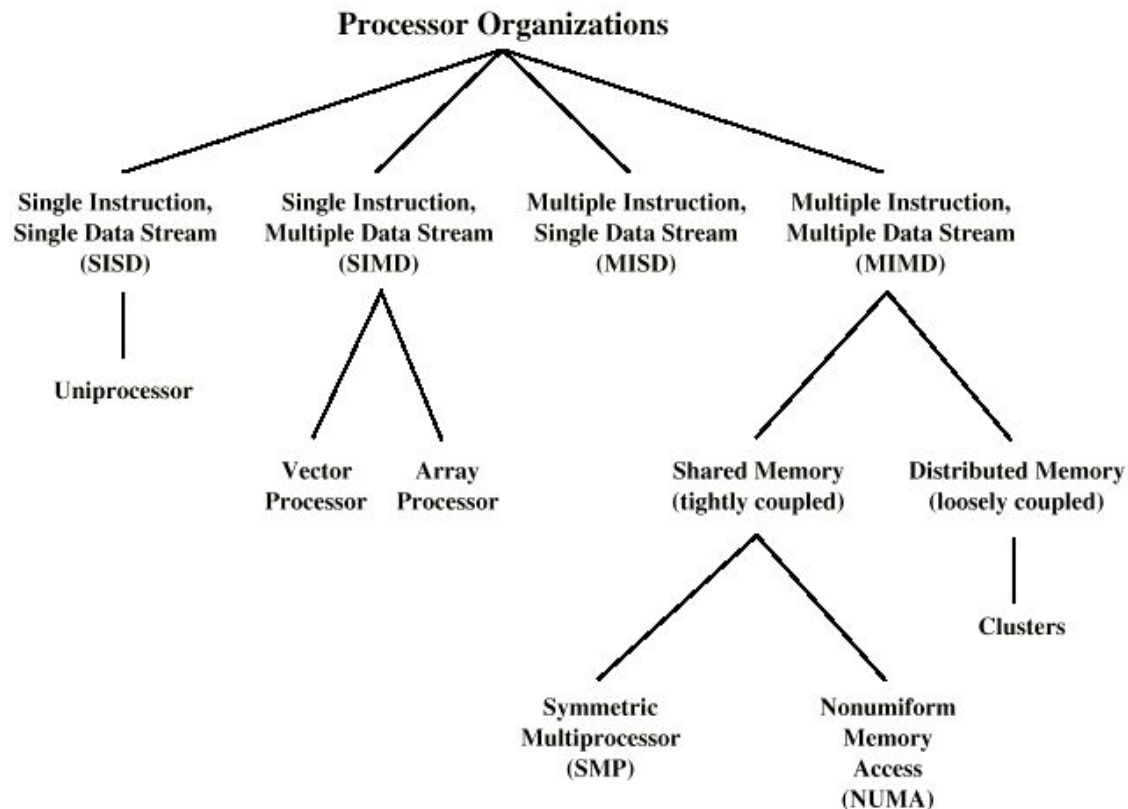 Processor Organizations
Single Instruction,
Single Data Stream
(SISD)
Single Instruction,
Multiple Data Stream
(SIMD)
Multiple Instruction,
Single Data Stream
(MISD)
Multiple Instruction,
Multiple Data Stream
(MIMD)
Uniprocessor
Vector
Processor
Array
Processor
Shared Memory
(tightly coupled)
Distributed Memory
(loosely coupled)
Clusters
Symmetric
Multiprocessor
(SMP)
Nonumiform
Memory
Access
(NUMA)